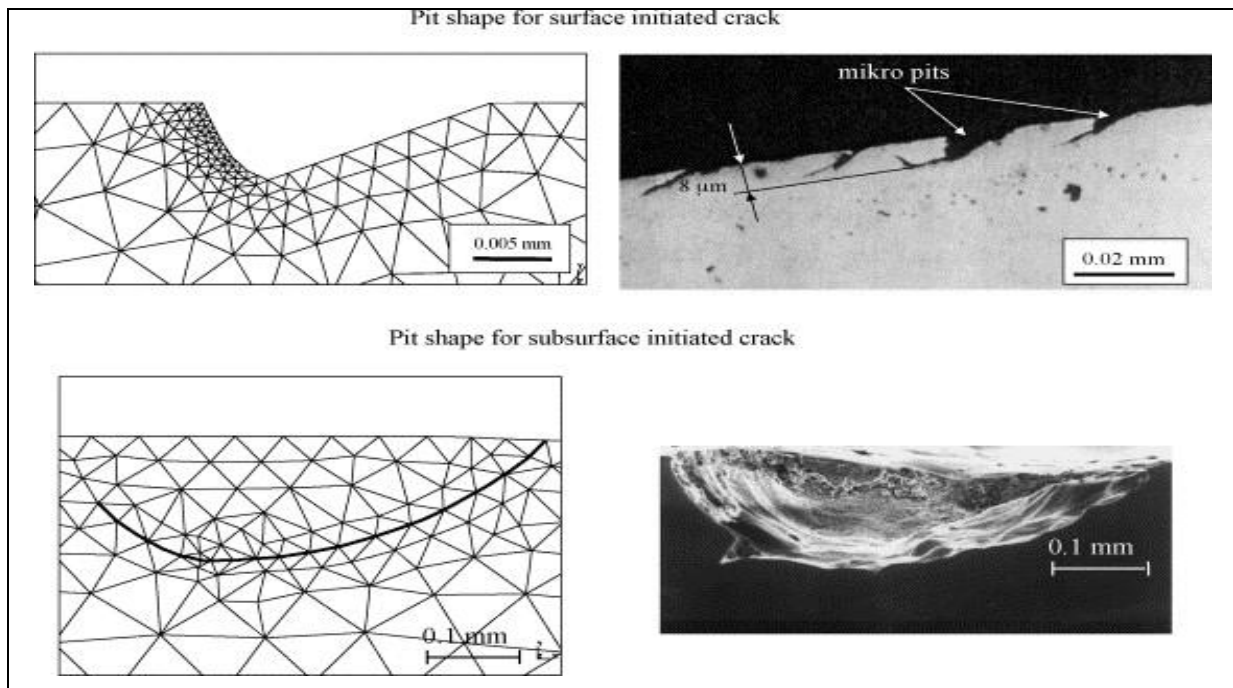 Pit shape for surface initiated crack
mikro pits
8 µm
0.005 mm
0.02 mm
Pit shape for subsurface initiated crack
0.1 mm
0.1 mm